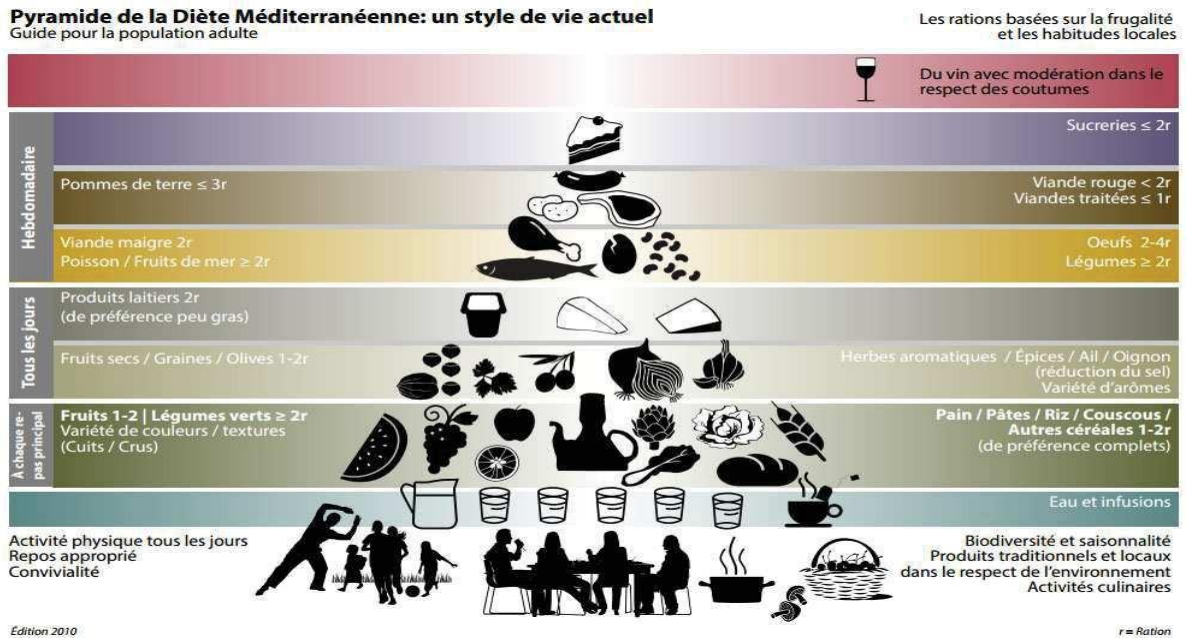 Pyramide de la Diète Méditerranéenne: un style de vie actuel
Guide pour la population adulte
Les rations basées sur la frugalité
et les habitudes locales
Du vin avec modération dans le
respect des coutumes
Hebdomadaire
Sucreries ≤ 2r
Pommes de terre ≤ 3r
Viande rouge < 2r
Viandes traitées ≤ 1r
Viande maigre 2r
Poisson / Fruits de mer ≥ 2r
Oeufs 2-4r
Légumes ≥ 2r
Tous les jours
Produits laitiers 2r
(de préférence peu gras)
Fruits secs / Graines / Olives 1-2r
Herbes aromatiques / Épices / Ail / Oignon
(réduction du sel)
Variété d'arômes
À chaque re-
pas principal
Fruits 1-2 | Légumes verts ≥ 2r
Variété de couleurs / textures
(Cuits / Crus)
Pain / Pâtes / Riz / Couscous /
Autres céréales 1-2r
(de préférence complets)
Eau et infusions
Activité physique tous les jours
Repos approprié
Convivialité
Biodiversité et saisonnalité
Produits traditionnels et locaux
dans le respect de l'environnement
Activités culinaires
Édition 2010
r = Ration